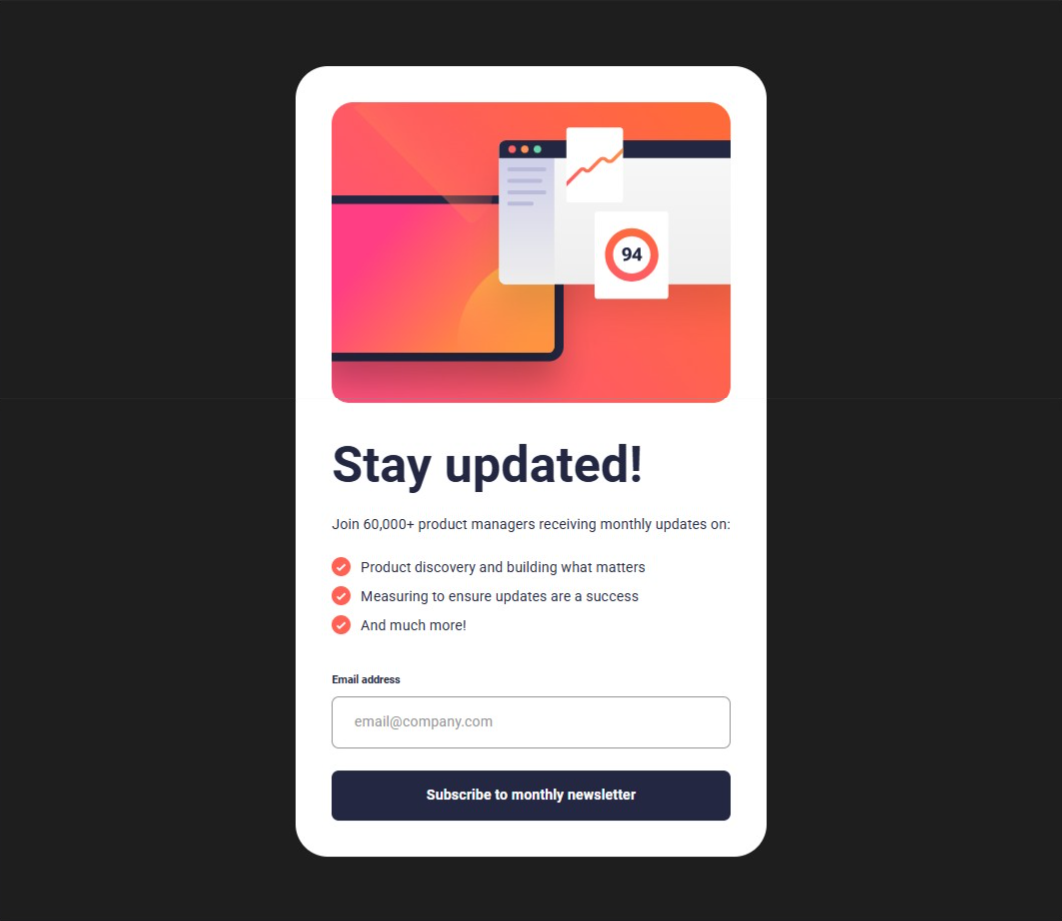 94
Stay updated!
Join 60,000+ product managers receiving monthly updates on:
Product discovery and building what matters
Measuring to ensure updates are a success
And much more!
Email address
email@company.com
Subscribe to monthly newsletter